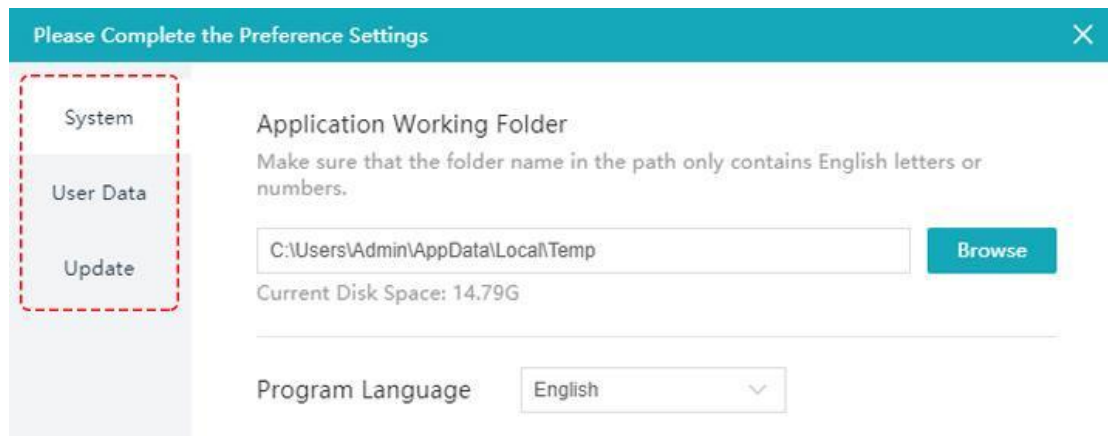 Please Complete the Preference Settings
System
User Data
Update
Application Working Folder
Make sure that the folder name in the path only contains English letters or
numbers.
C:\Users\Admin\AppData\Local\Temp
Browse
Current Disk Space: 14.79G
Program Language
English